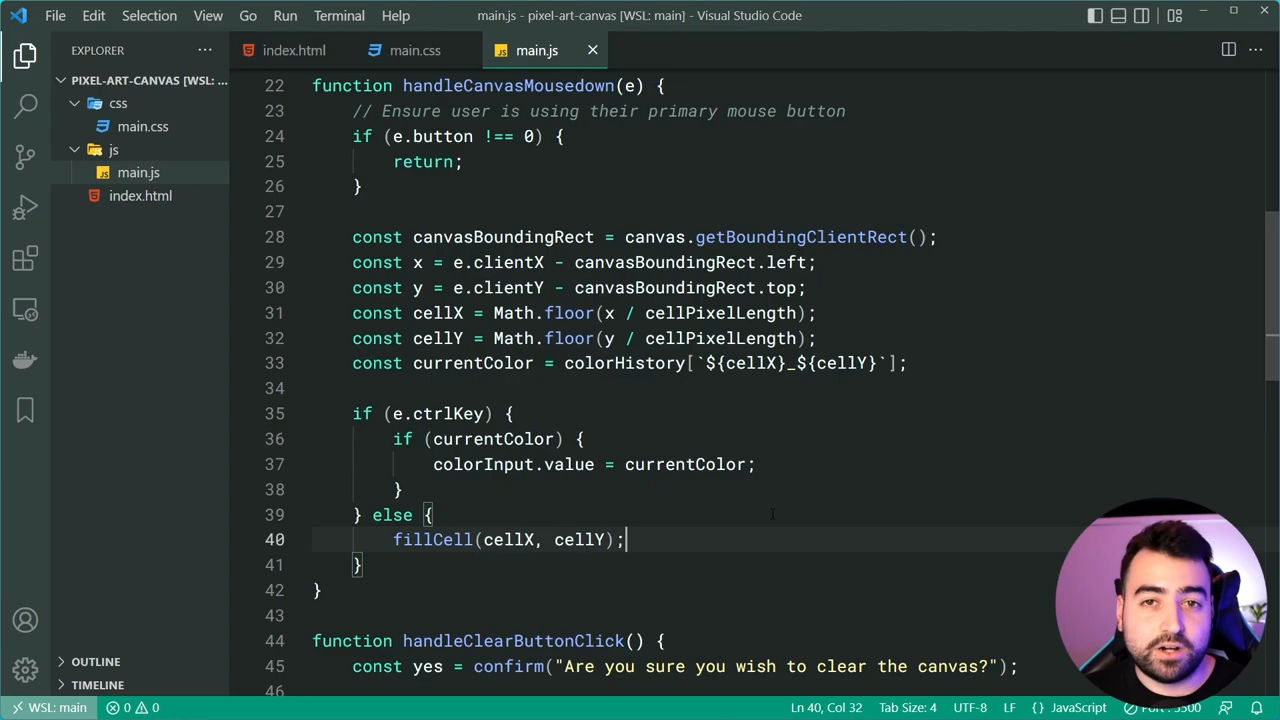 File Edit Selection View Go Run Terminal Help
main.js - pixel-art-canvas [WSL: main] - Visual Studio Code
EXPLORER
index.html
main.css
main.js
PIXEL-ART-CANVAS [WSL: ...
css
main.css
js
main.js
index.html
22 function handleCanvasMousedown(e) {
23 // Ensure user is using their primary mouse button
24 if (e.button !== 0) {
25 return;
26 }
27
28 const canvasBoundingRect = canvas.getBoundingClientRect();
29 const x = e.clientX - canvasBoundingRect.left;
30 const y = e.clientY - canvasBoundingRect.top;
31 const cellX = Math.floor(x / cellPixelLength);
32 const cellY = Math.floor(y / cellPixelLength);
33 const currentColor = colorHistory[`${cellX}_${cellY}`];
34
35 if (e.ctrlKey) {
36 if (currentColor) {
37 colorInput.value = currentColor;
38 }
39 } else {
40 fillCell(cellX, cellY);
41 }
42 }
43
44 function handleClearButtonClick() {
45 const yes = confirm("Are you sure you wish to clear the canvas?");
46
OUTLINE
TIMELINE
WSL: main 0 0 Ln 40, Col 32 Tab Size: 4 UTF-8 LF {} JavaScript